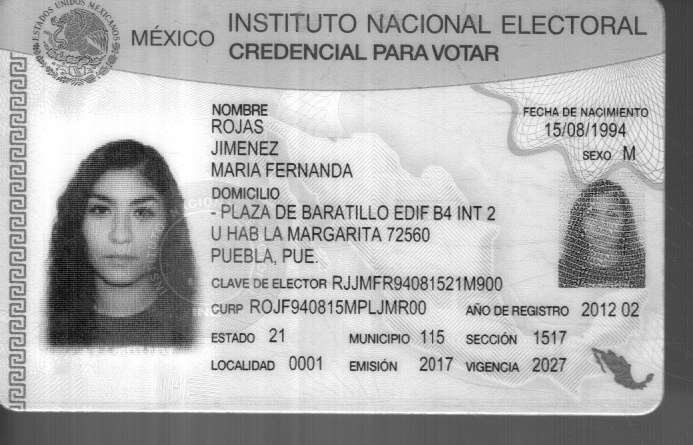 ESTADOS UNIDOS MEXICANOS
MÉXICO INSTITUTO NACIONAL ELECTORAL
CREDENCIAL PARA VOTAR
NOMBRE
ROJAS
JIMENEZ
MARIA FERNANDA
FECHA DE NACIMIENTO
15/08/1994
SEXO M
DOMICILIO
- PLAZA DE BARATILLO EDIF B4 INT 2
U HAB LA MARGARITA 72560
PUEBLA, PUE.
CLAVE DE ELECTOR RJJMFR94081521M900
CURP ROJF940815MPLJMR00 AÑO DE REGISTRO 2012 02
ESTADO 21 MUNICIPIO 115 SECCIÓN 1517
LOCALIDAD 0001 EMISIÓN 2017 VIGENCIA 2027